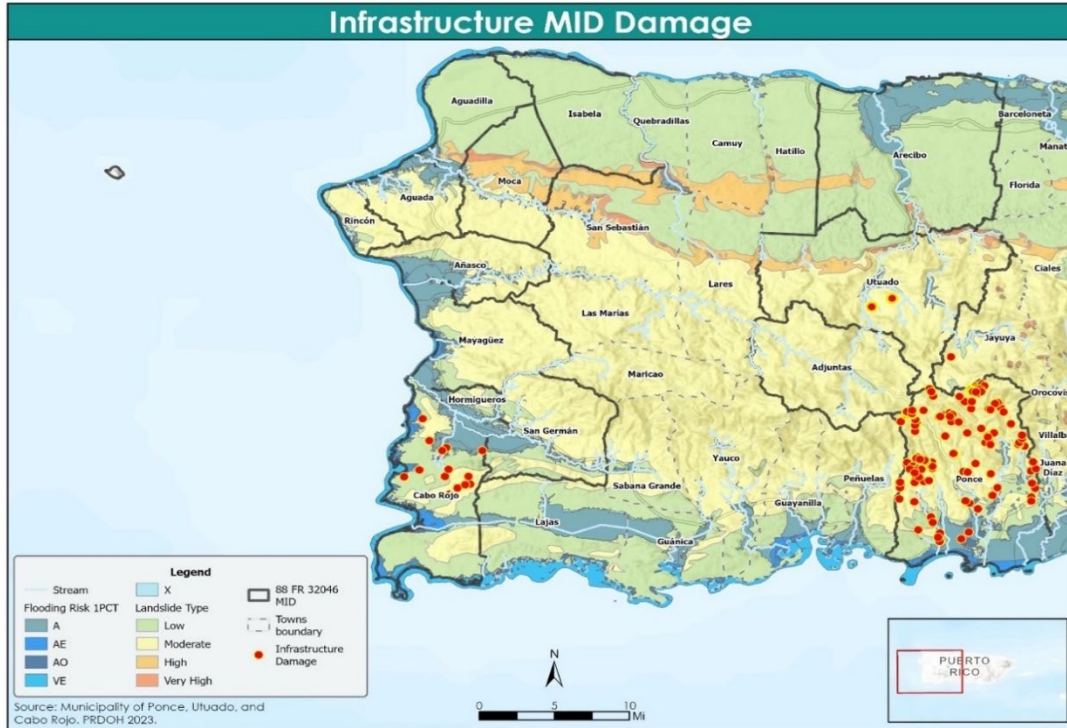 Infrastructure MID Damage
Aguadilla
Isabela
Quebradillas
Camuy
Hatillo
Barceloneta
Arecibo
Manat
Moca
Florida
Aguada
Rincón
San Sebastián
Añasco
Ciales
Utuado
Lares
Las Marías
Jayuya
Mayagüez
Adjuntas
Maricao
Orocovis
Hormigueros
San Germán
Villalb
Yauco
Juana
Díaz
Peñuelas
Ponce
Sabana Grande
Cabo Rojo
Guayanilla
Lajas
Guánica
Legend
Stream
X
88 FR 32046
MID
Flooding Risk 1PCT
Landslide Type
A
Low
Towns
boundary
AE
Moderate
AO
High
Infrastructure
Damage
VE
Very High
N
0 5 10
Mi
PUERTO
RICO
Source: Municipality of Ponce, Utuado, and
Cabo Rojo. PRDOH 2023.